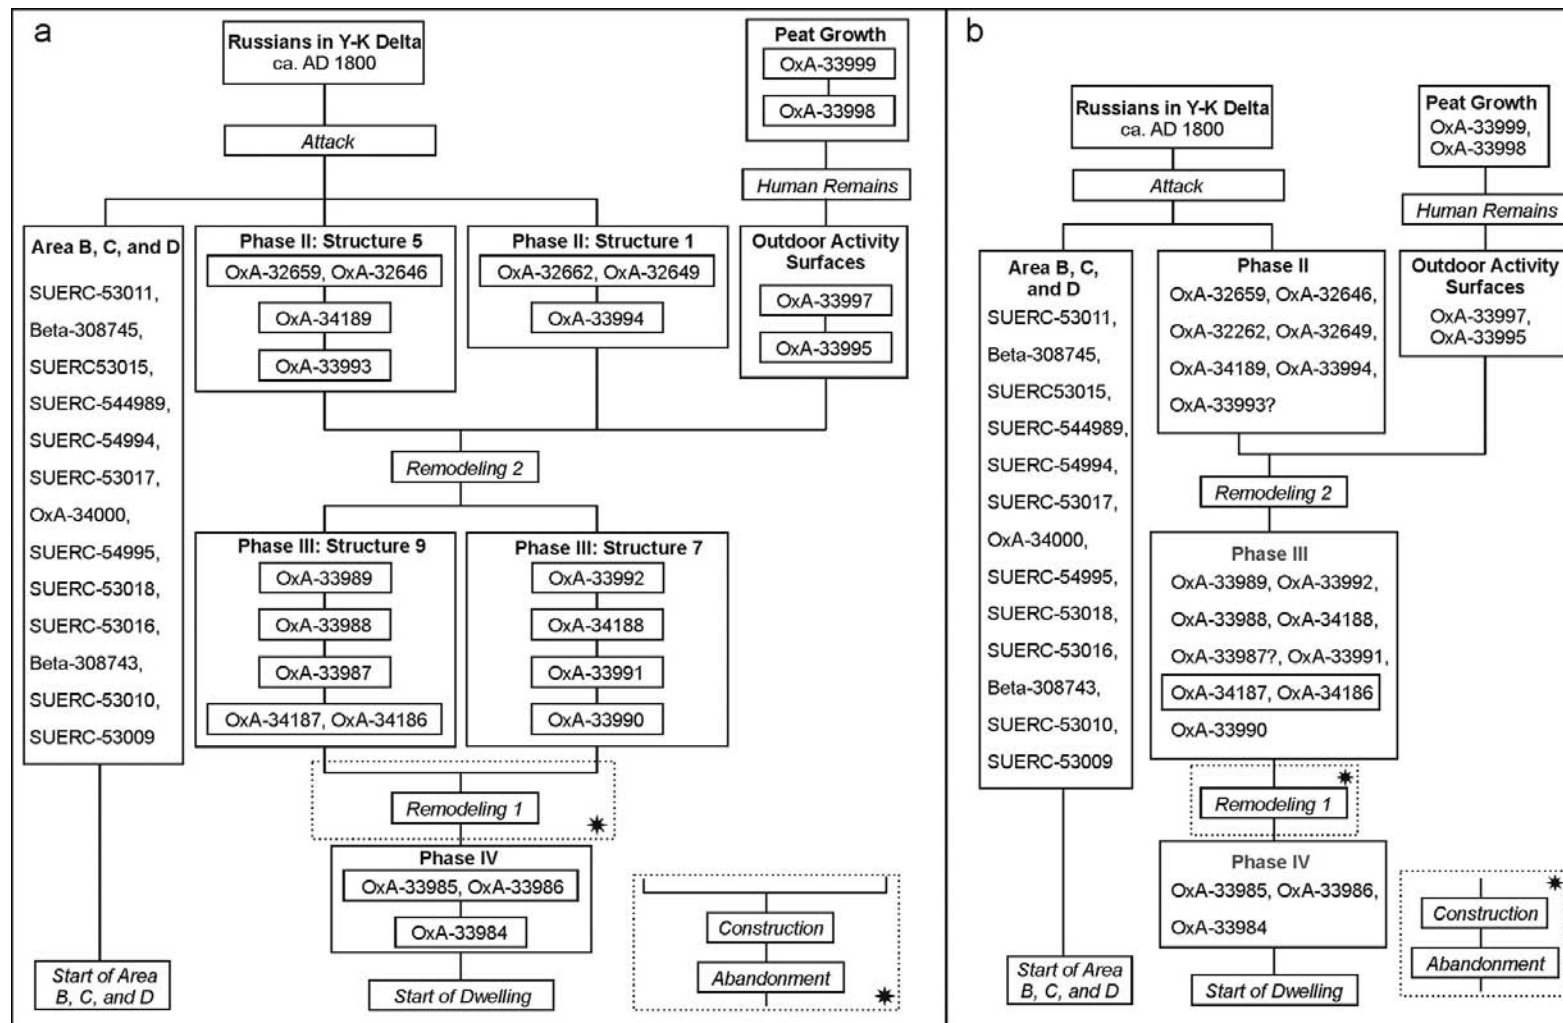 a
Russians in Y-K Delta
ca. AD 1800
Attack
Peat Growth
OxA-33999
OxA-33998
Human Remains
Area B, C, and D
SUERC-53011,
Beta-308745,
SUERC53015,
SUERC-544989,
SUERC-54994,
SUERC-53017,
OxA-34000,
SUERC-54995,
SUERC-53018,
SUERC-53016,
Beta-308743,
SUERC-53010,
SUERC-53009
Phase II: Structure 5
OxA-32659, OxA-32646
OxA-34189
OxA-33993
Phase II: Structure 1
OxA-32662, OxA-32649
OxA-33994
Outdoor Activity
Surfaces
OxA-33997
OxA-33995
Remodeling 2
Phase III: Structure 9
OxA-33989
OxA-33988
OxA-33987
OxA-34187, OxA-34186
Phase III: Structure 7
OxA-33992
OxA-34188
OxA-33991
OxA-33990
Remodeling 1
Phase IV
OxA-33985, OxA-33986
OxA-33984
Start of Area
B, C, and D
Start of Dwelling
Construction
Abandonment
b
Russians in Y-K Delta
ca. AD 1800
Attack
Peat Growth
OxA-33999,
OxA-33998
Human Remains
Area B, C,
and D
SUERC-53011,
Beta-308745,
SUERC53015,
SUERC-544989,
SUERC-54994,
SUERC-53017,
OxA-34000,
SUERC-54995,
SUERC-53018,
SUERC-53016,
Beta-308743,
SUERC-53010,
SUERC-53009
Phase II
OxA-32659, OxA-32646,
OxA-32262, OxA-32649,
OxA-34189, OxA-33994,
OxA-33993?
Outdoor Activity
Surfaces
OxA-33997,
OxA-33995
Remodeling 2
Phase III
OxA-33989, OxA-33992,
OxA-33988, OxA-34188,
OxA-33987?, OxA-33991,
OxA-34187, OxA-34186
OxA-33990
Remodeling 1
Phase IV
OxA-33985, OxA-33986,
OxA-33984
Start of Area
B, C, and D
Start of Dwelling
Construction
Abandonment